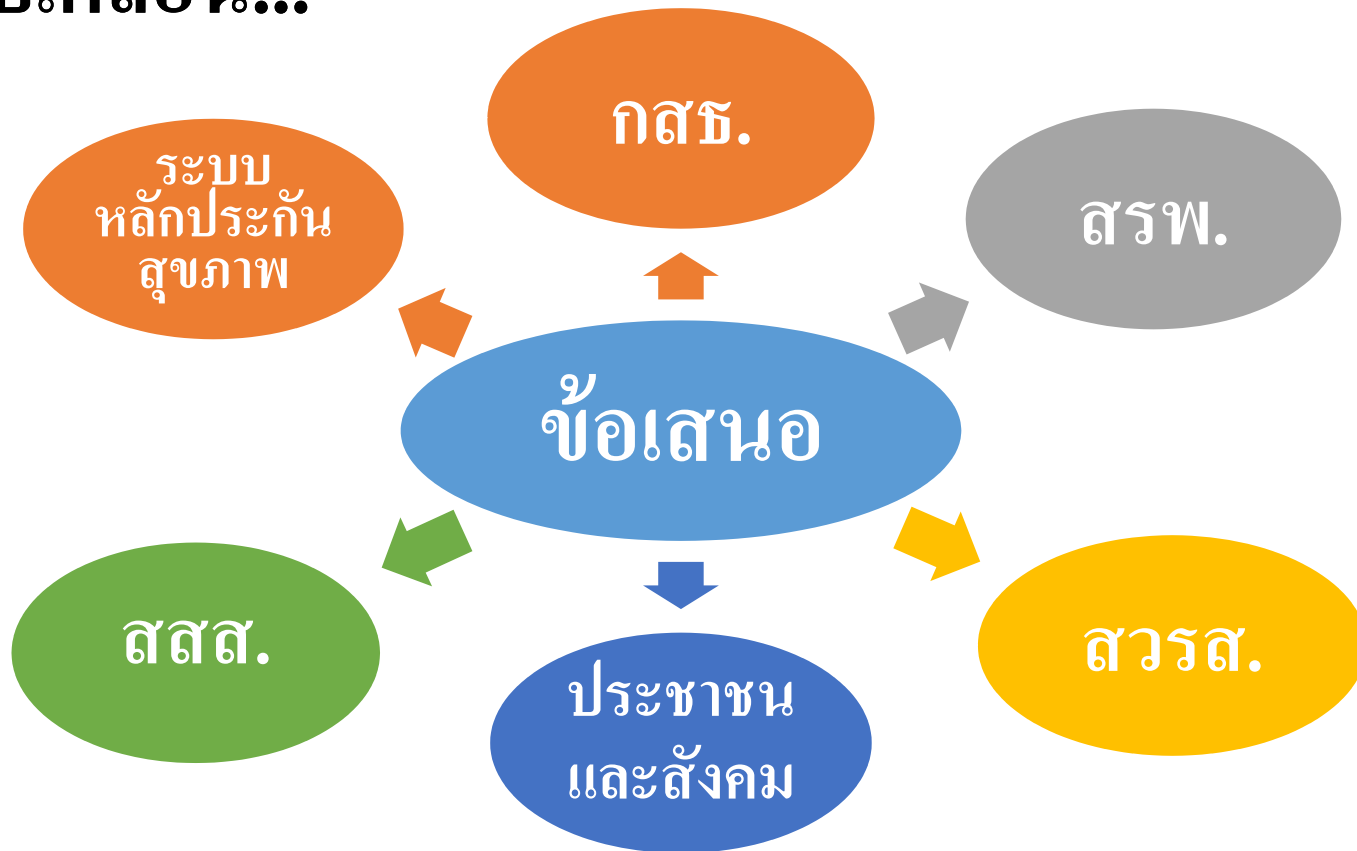 กสธ.
ระบบ
หลักประกัน
สุขภาพ
สรพ.
ข้อเสนอ
สสส.
สวรส.
ประชาชน
และสังคม